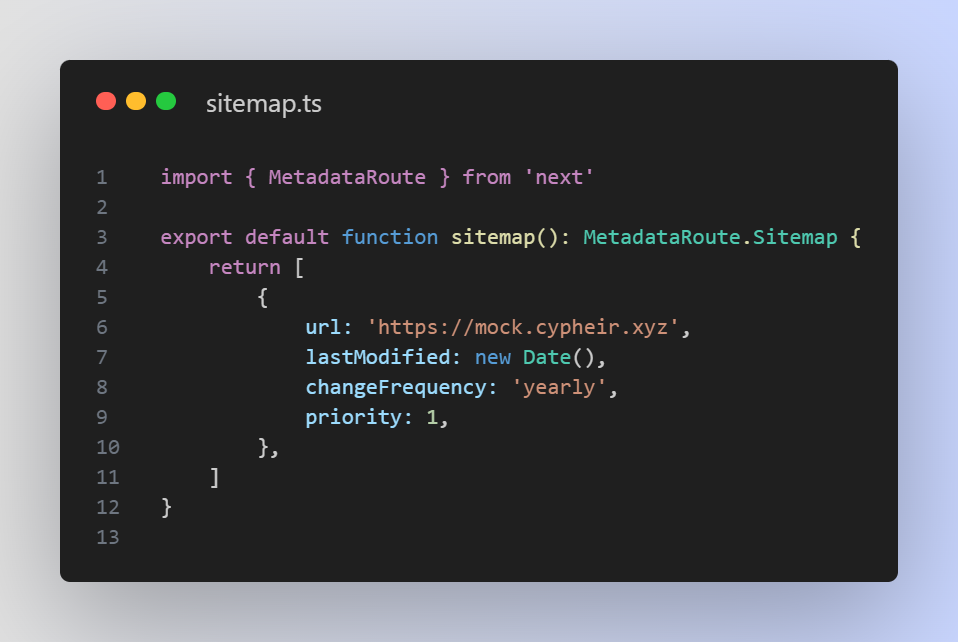 sitemap.ts
1 import { MetadataRoute } from 'next'
2
3 export default function sitemap(): MetadataRoute.Sitemap {
4     return [
5         {
6             url: 'https://mock.cypheir.xyz',
7             lastModified: new Date(),
8             changeFrequency: 'yearly',
9             priority: 1,
10         },
11     ]
12 }
13